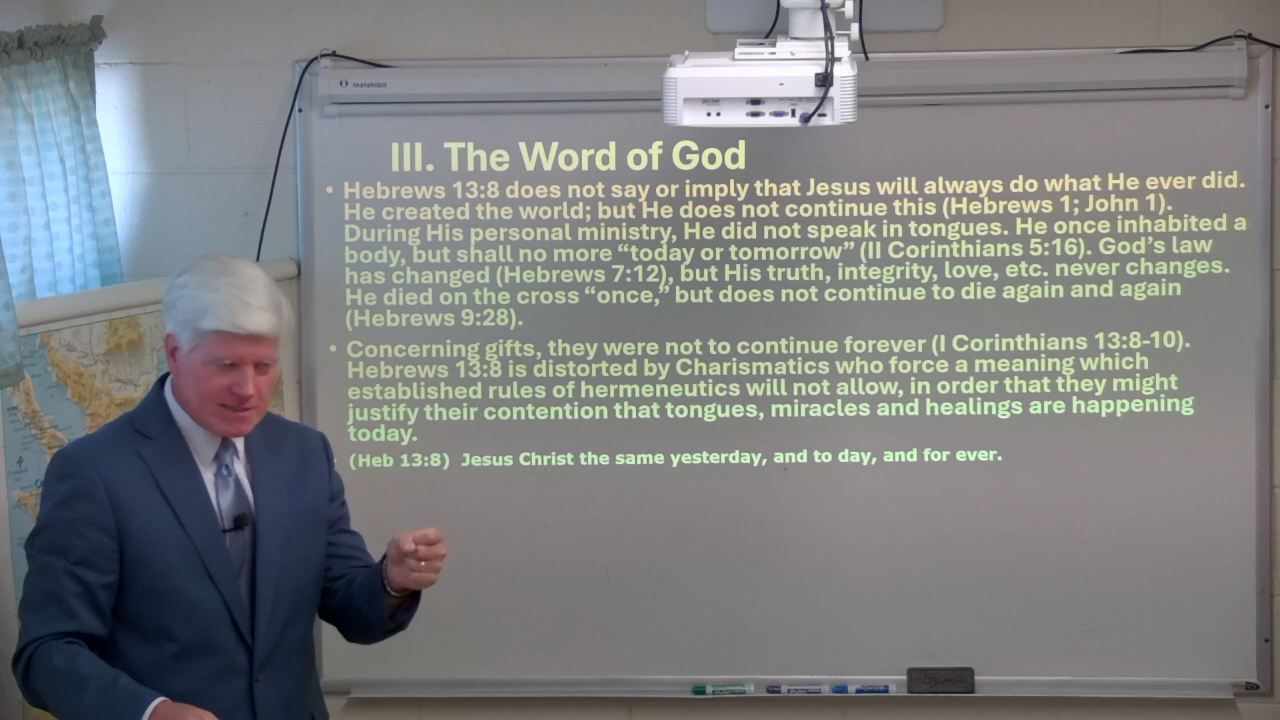 Instahibit
III. The Word of God
• Hebrews 13:8 does not say or imply that Jesus will always do what He ever did.
He created the world; but He does not continue this (Hebrews 1; John 1).
During His personal ministry, He did not speak in tongues. He once inhabited a
body, but shall no more “today or tomorrow” (II Corinthians 5:16). God’s law
has changed (Hebrews 7:12), but His truth, integrity, love, etc. never changes.
He died on the cross “once,” but does not continue to die again and again
(Hebrews 9:28).
• Concerning gifts, they were not to continue forever (I Corinthians 13:8-10).
Hebrews 13:8 is distorted by Charismatics who force a meaning which
established rules of hermeneutics will not allow, in order that they might
justify their contention that tongues, miracles and healings are happening
today.
• (Heb 13:8) Jesus Christ the same yesterday, and to day, and for ever.